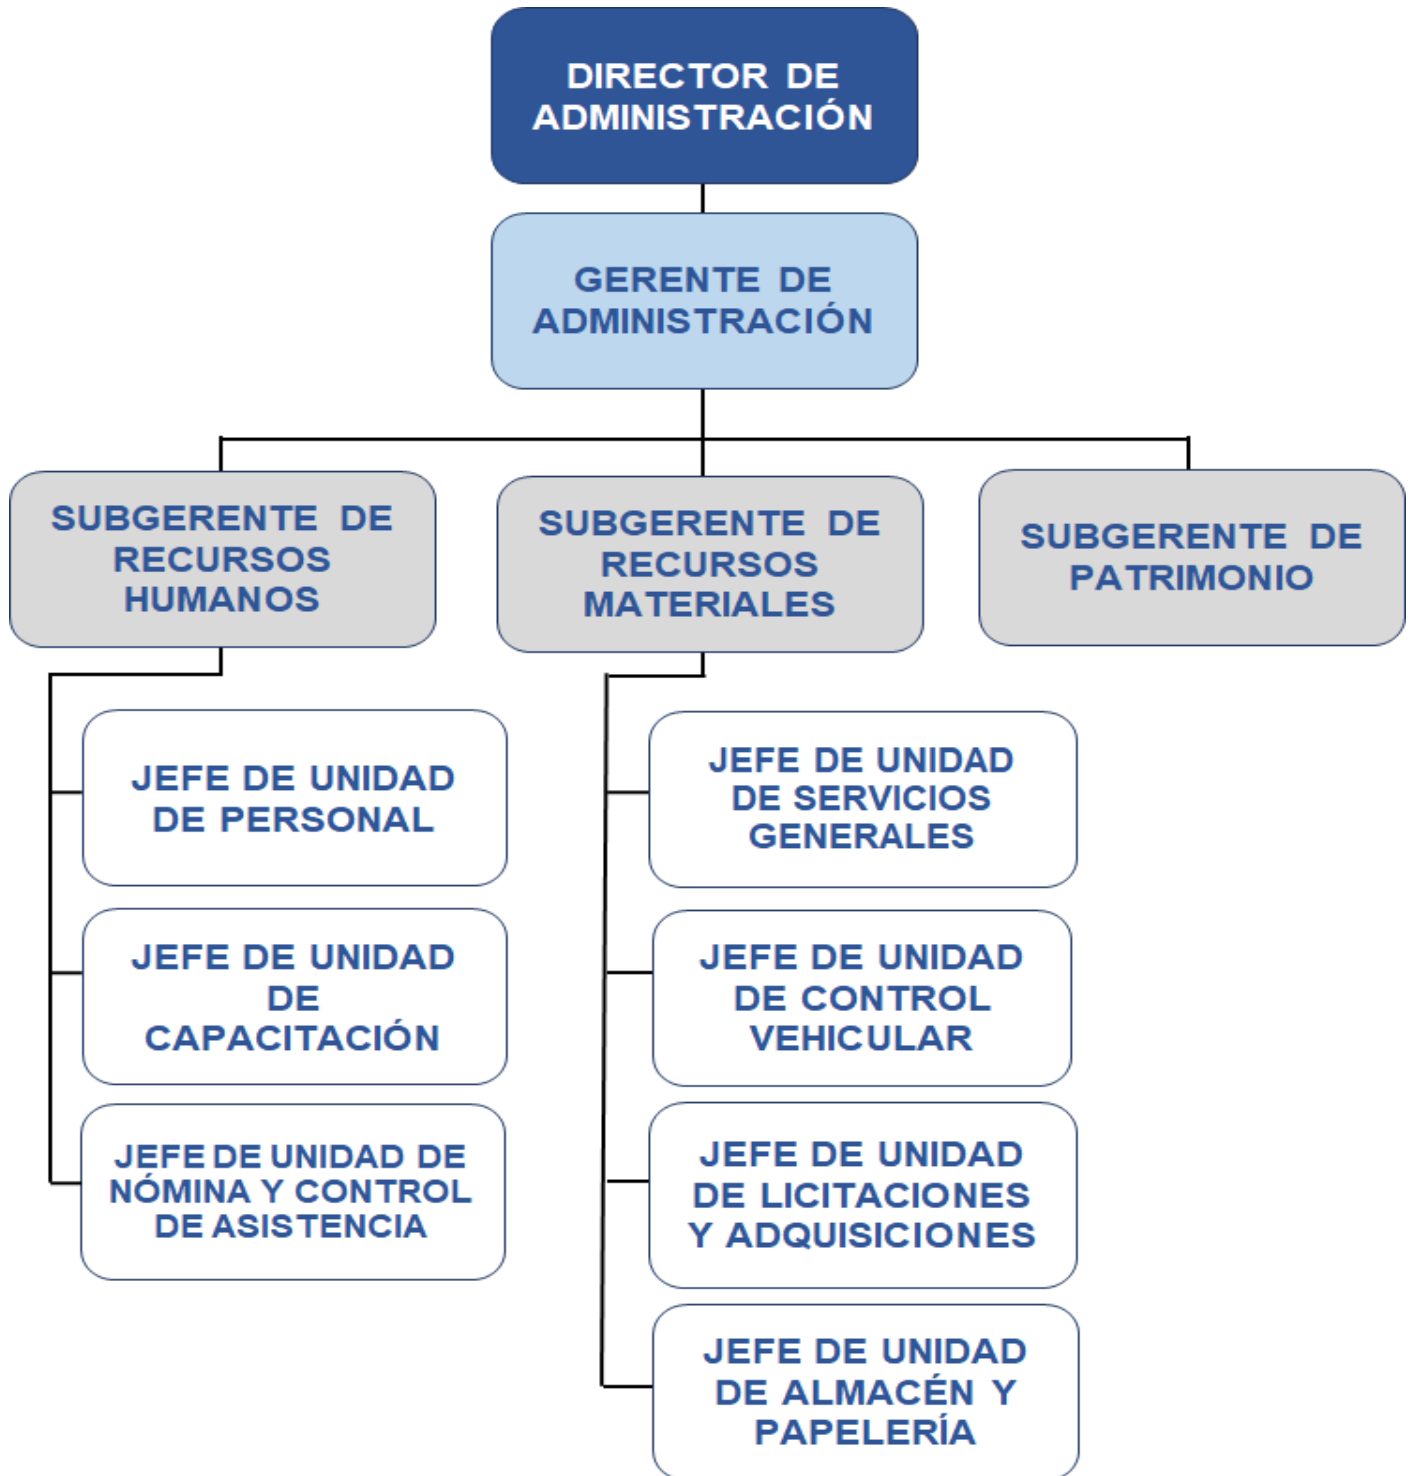 DIRECTOR DE
ADMINISTRACIÓN
GERENTE DE
ADMINISTRACIÓN
SUBGERENTE DE
RECURSOS
HUMANOS
SUBGERENTE DE
RECURSOS
MATERIALES
SUBGERENTE DE
PATRIMONIO
JEFE DE UNIDAD
DE PERSONAL
JEFE DE UNIDAD
DE
CAPACITACIÓN
JEFE DE UNIDAD DE
NÓMINA Y CONTROL
DE ASISTENCIA
JEFE DE UNIDAD
DE SERVICIOS
GENERALES
JEFE DE UNIDAD
DE CONTROL
VEHICULAR
JEFE DE UNIDAD
DE LICITACIONES
Y ADQUISICIONES
JEFE DE UNIDAD
DE ALMACÉN Y
PAPELERÍA